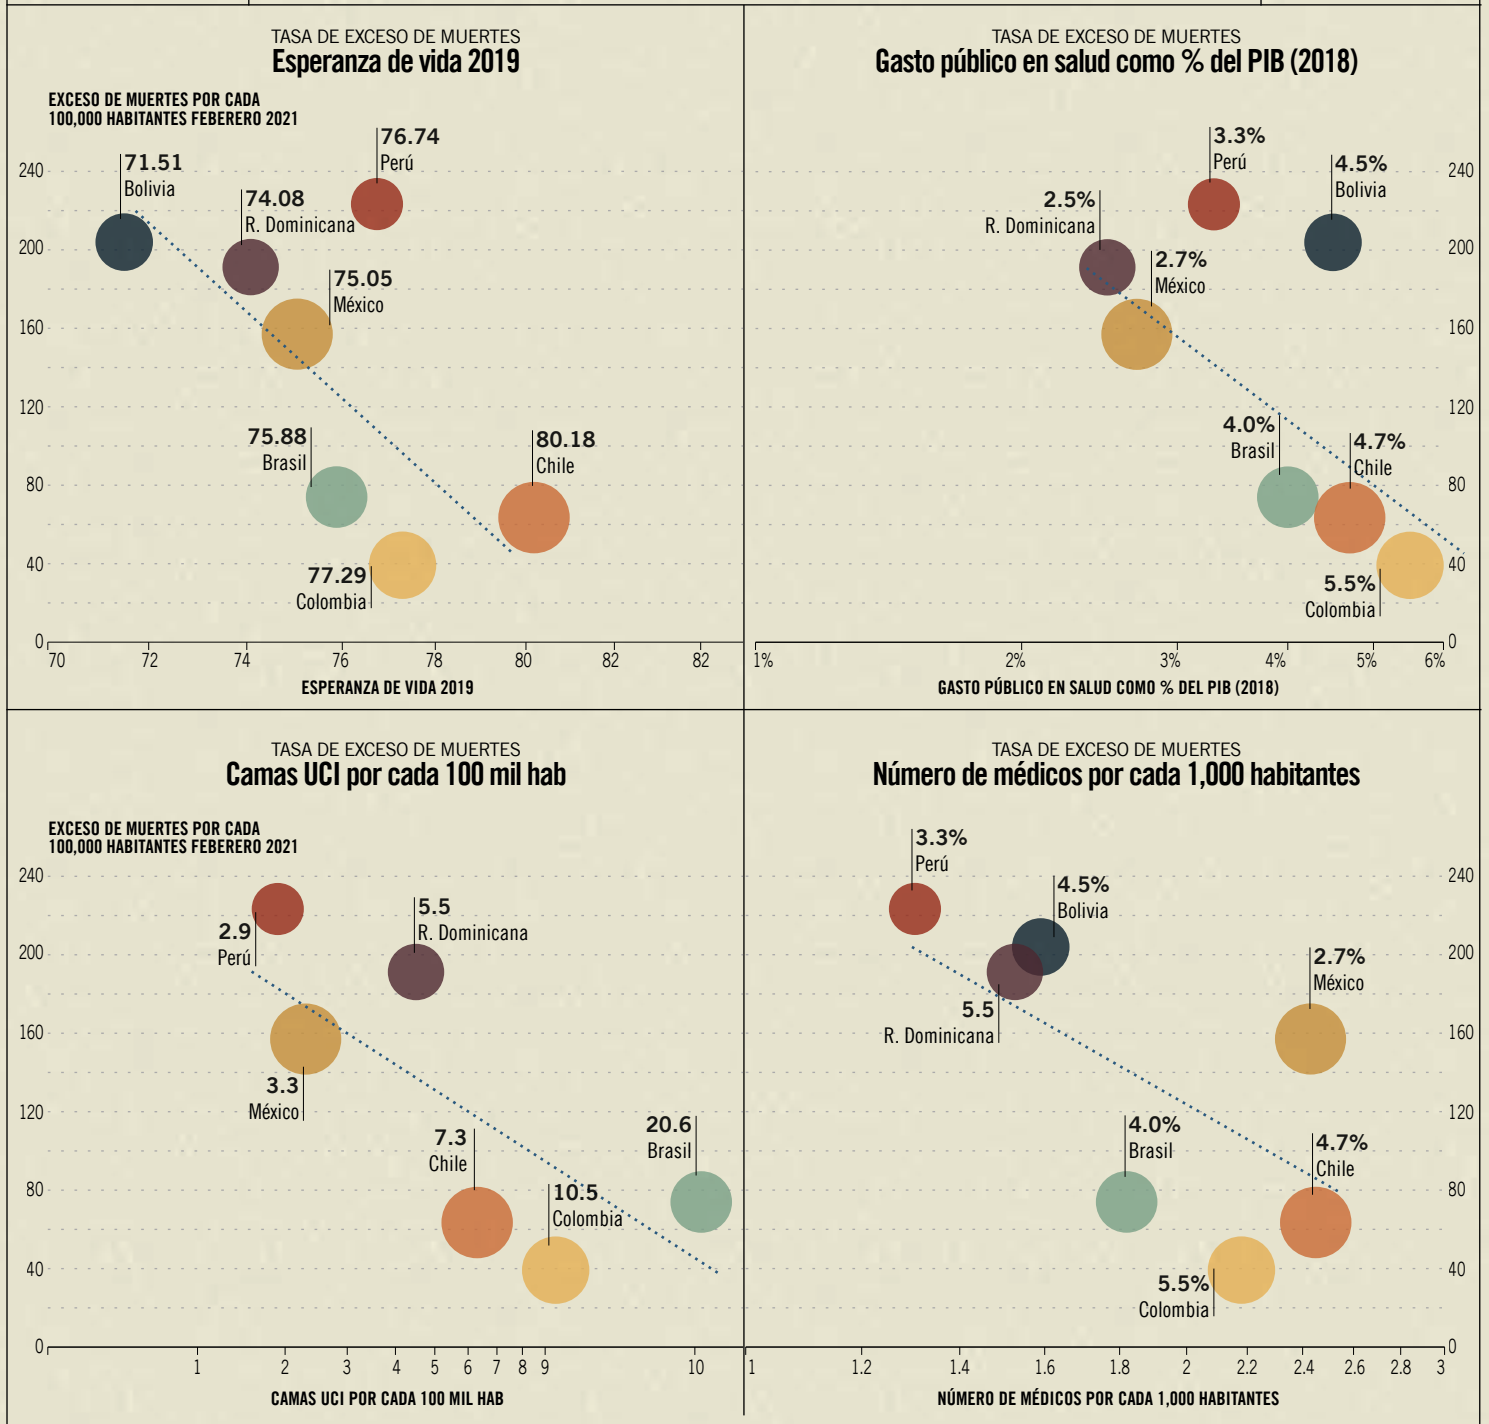 TASA DE EXCESO DE MUERTES
Esperanza de vida 2019
EXCESO DE MUERTES POR CADA
100,000 HABITANTES FEBERERO 2021
240
200
160
120
80
40
0
71.51
Bolivia
74.08
R. Dominicana
76.74
Perú
75.05
México
75.88
Brasil
80.18
Chile
77.29
Colombia
70 72 74 76 78 80 82 82
ESPERANZA DE VIDA 2019
TASA DE EXCESO DE MUERTES
Gasto público en salud como % del PIB (2018)
3.3%
Perú
4.5%
Bolivia
2.5%
R. Dominicana
2.7%
México
4.0%
Brasil
4.7%
Chile
5.5%
Colombia
240
200
160
120
80
40
0
1% 2% 3% 4% 5% 6%
GASTO PÚBLICO EN SALUD COMO % DEL PIB (2018)
TASA DE EXCESO DE MUERTES
Camas UCI por cada 100 mil hab
EXCESO DE MUERTES POR CADA
100,000 HABITANTES FEBERERO 2021
240
200
160
120
80
40
0
2.9
Perú
5.5
R. Dominicana
3.3
México
7.3
Chile
20.6
Brasil
10.5
Colombia
1 2 3 4 5 6 7 8 9 10
CAMAS UCI POR CADA 100 MIL HAB
TASA DE EXCESO DE MUERTES
Número de médicos por cada 1,000 habitantes
3.3%
Perú
4.5%
Bolivia
2.7%
México
5.5
R. Dominicana
4.0%
Brasil
4.7%
Chile
5.5%
Colombia
240
200
160
120
80
40
0
1 1.2 1.4 1.6 1.8 2 2.2 2.4 2.6 2.8 3
NÚMERO DE MÉDICOS POR CADA 1,000 HABITANTES